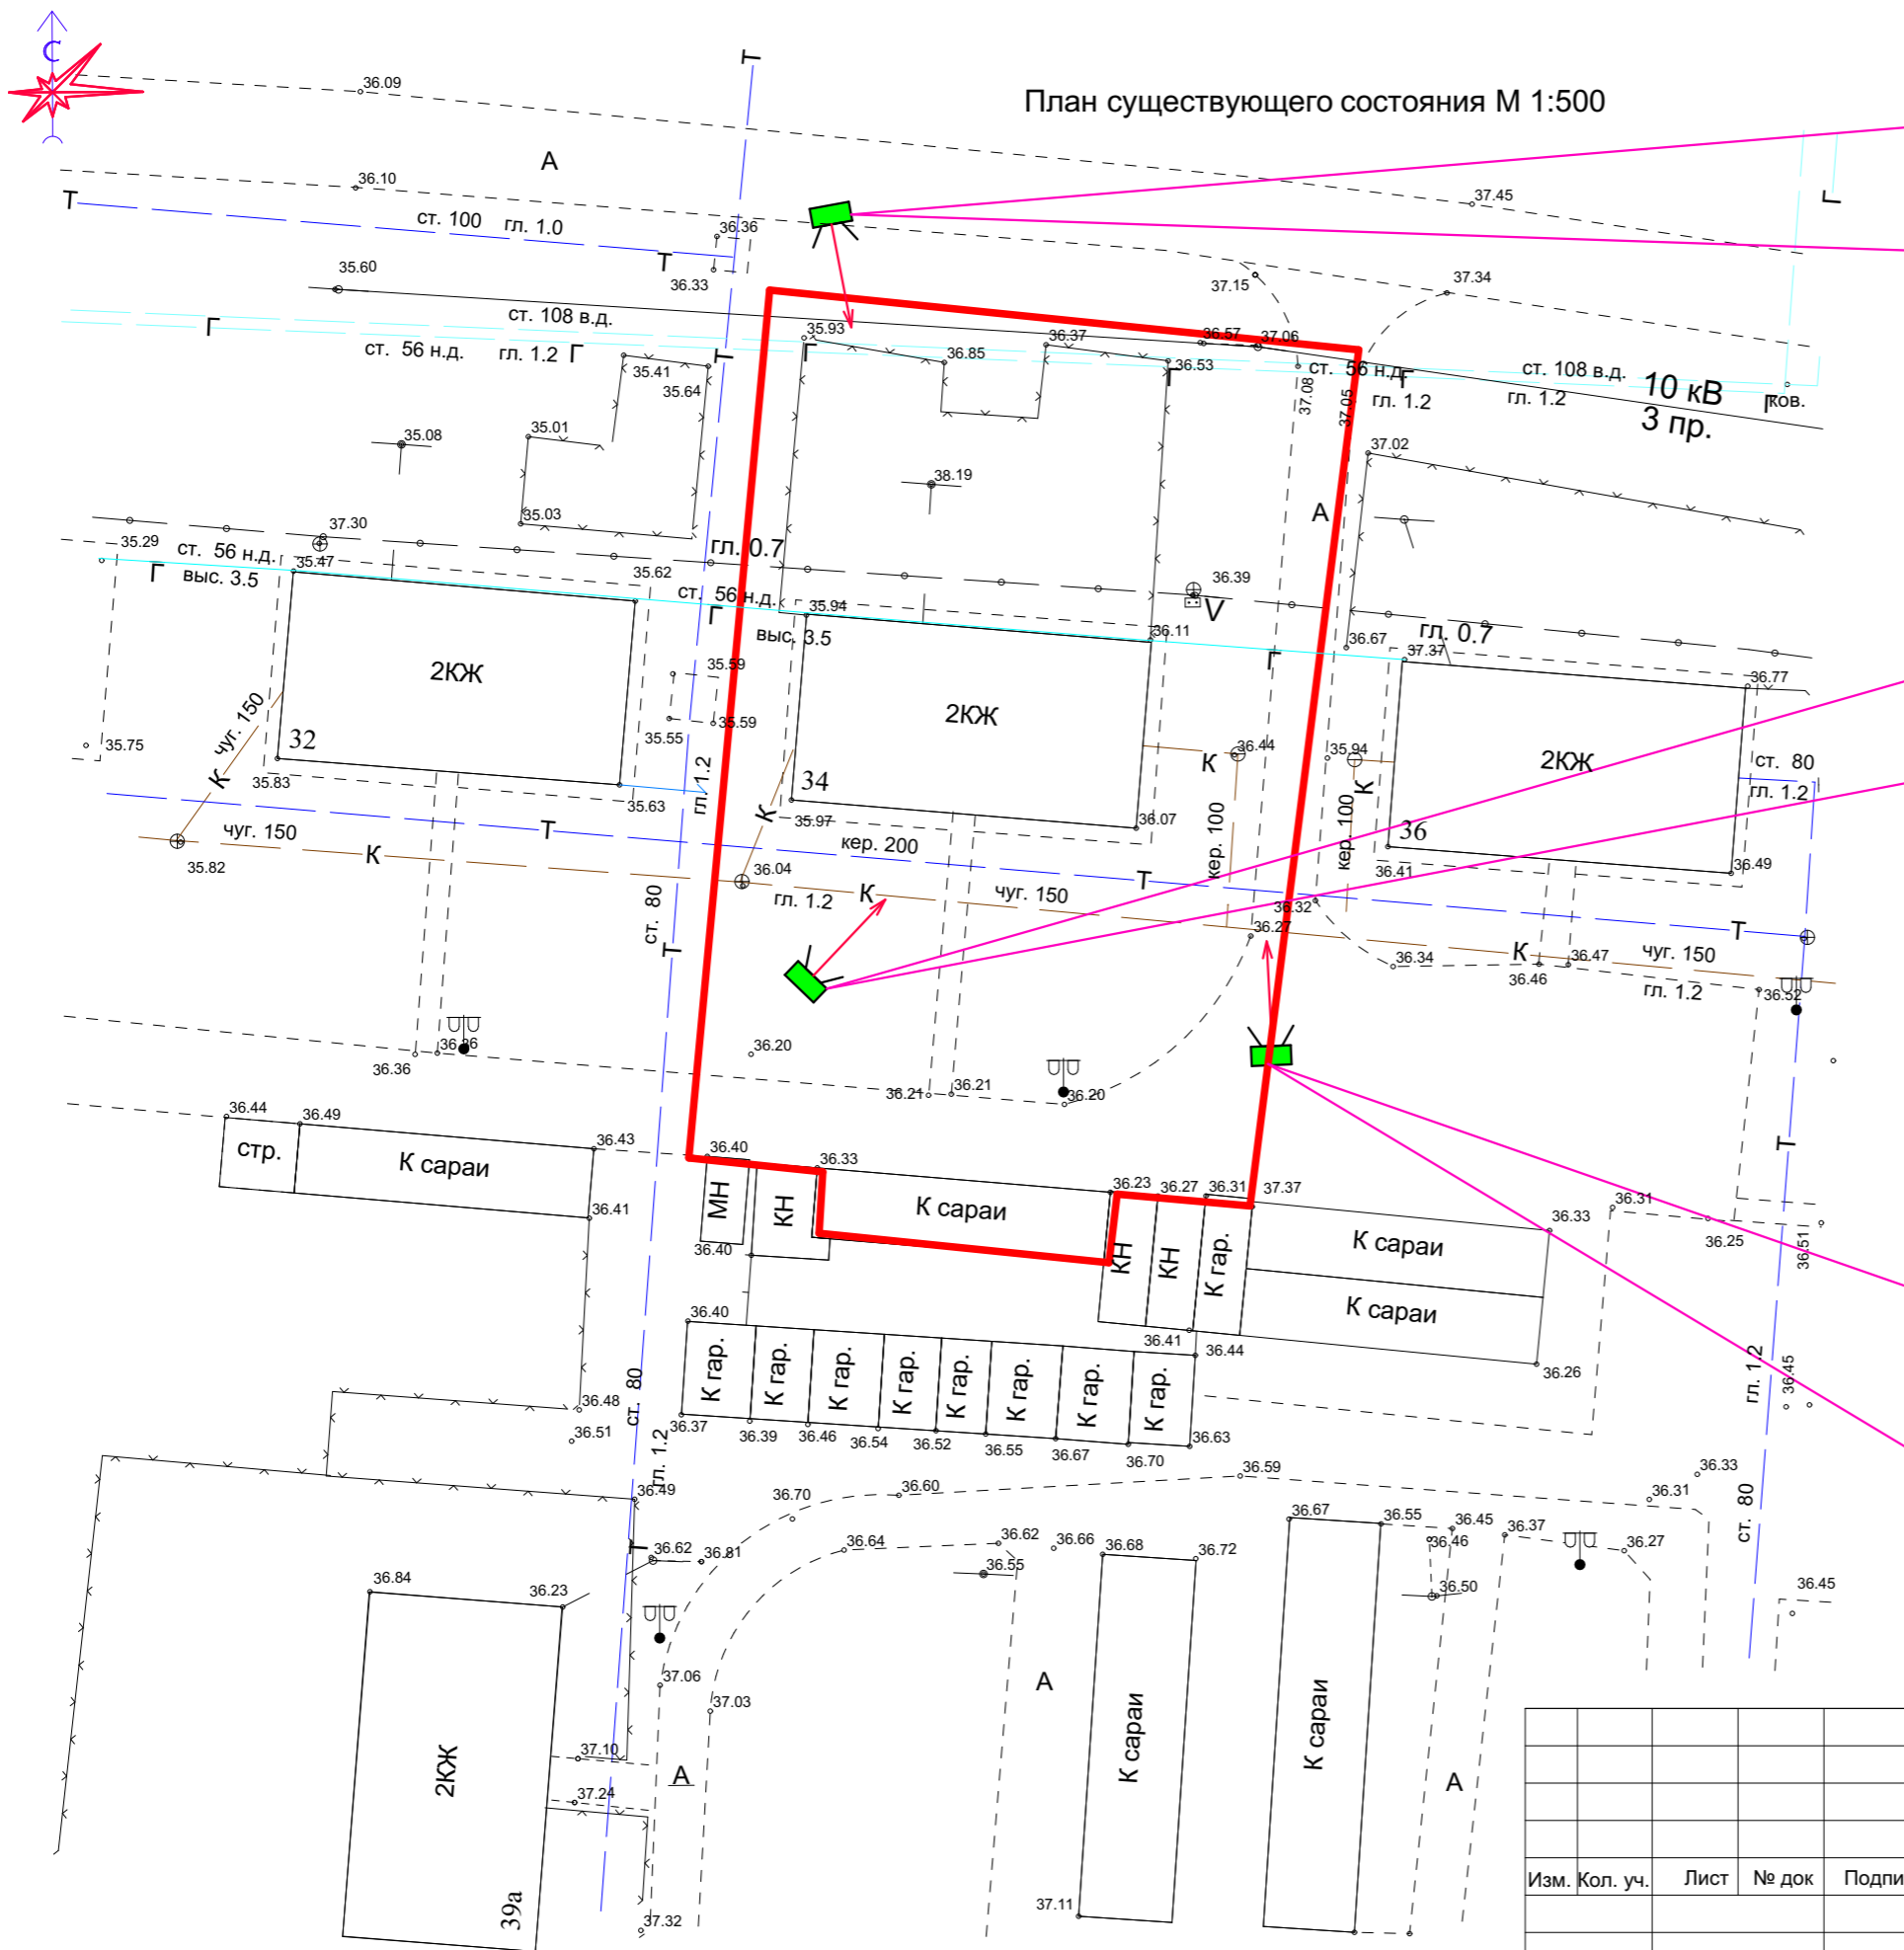 С
План существующего состояния М 1:500
Т
36.09
А
36.10
37.45
Г
Т
ст. 100 гл. 1.0
36.36
Т
36.33
35.60
37.15
37.34
ст. 108 в.д.
Г
ст. 56 н.д. гл. 1.2 Г
Т
35.93
Г
36.85
36.37
36.57
37.06
36.53
Г
37.08
ст. 56 н.д.
Г
гл. 1.2
37.05
ст. 108 в.д.
гл. 1.2
10 кВ
3 пр.
Г
ков.
35.41
35.64
35.01
35.08
37.02
38.19
А
35.03
37.30
35.29
ст. 56 н.д.
Г
выс. 3.5
35.47
35.62
гл. 0.7
ст. 56 н.д.
Г
выс. 3.5
35.94
36.39
V
36.11
Г
36.67
гл. 0.7
37.37
36.77
2КЖ
32
35.59
35.59
35.55
2КЖ
34
36.44
К
35.94
К
2КЖ
36
ст. 80
гл. 1.2
35.75
чуг. 150
К
35.83
35.63
гл. 1.2
К
35.97
36.07
кер. 100
кер. 100
36.41
36.49
чуг. 150
Т
кер. 200
35.82
К
36.04
гл. 1.2
К
чуг. 150
Т
36.32
36.27
ст. 80
Т
36.34
К
36.46
36.47
чуг. 150
Т
гл. 1.2
36.52
36.36
36.36
36.20
36.21
36.21
36.20
36.44
36.49
36.43
стр.
К сараи
36.41
36.40
МН
КН
36.33
К сараи
36.40
36.23
36.27
36.31
37.37
КН
КН
К гар.
К сараи
К сараи
36.33
36.31
36.25
36.51
Т
36.40
36.41
36.44
36.26
К гар.
К гар.
К гар.
К гар.
К гар.
К гар.
К гар.
К гар.
гл. 1.2
36.45
ст. 80
36.48
36.51
гл. 1.2
36.37
36.39
36.46
36.54
36.52
36.55
36.67
36.70
36.63
36.49
36.70
36.60
36.59
36.33
36.31
ст. 80
Т
36.62
36.81
36.64
36.62
36.55
36.66
36.68
36.72
36.67
36.55
36.45
36.46
36.50
36.37
36.27
36.45
36.84
36.23
2КЖ
39а
37.06
37.03
37.10
37.24
37.32
А
А
К сараи
37.11
К сараи
А
Изм. Кол. уч. Лист № док Подпи